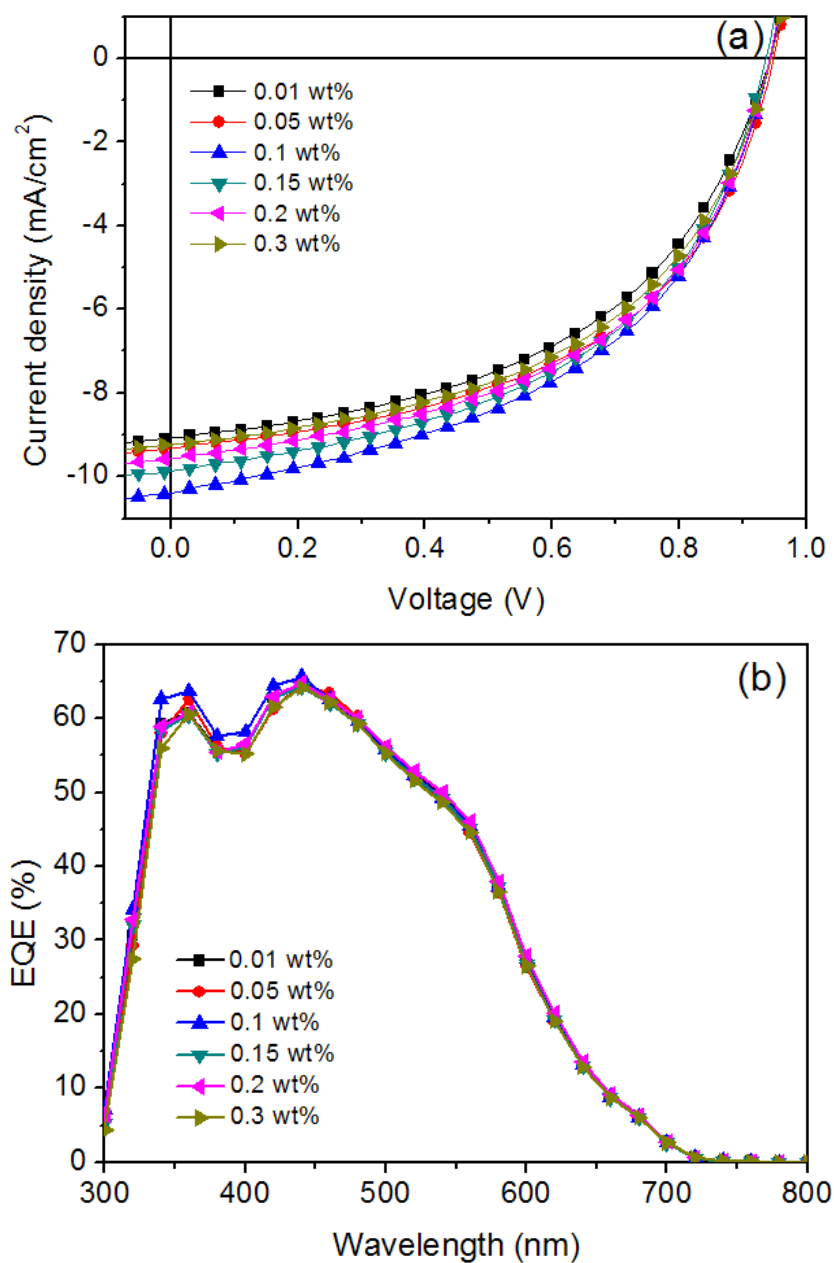 (a)
0
-2
-4
-6
-8
-10
Current density (mA/cm²)
0.01 wt%
0.05 wt%
0.1 wt%
0.15 wt%
0.2 wt%
0.3 wt%
0.0 0.2 0.4 0.6 0.8 1.0
Voltage (V)
(b)
70
60
50
40
30
20
10
0
EQE (%)
0.01 wt%
0.05 wt%
0.1 wt%
0.15 wt%
0.2 wt%
0.3 wt%
300 400 500 600 700 800
Wavelength (nm)